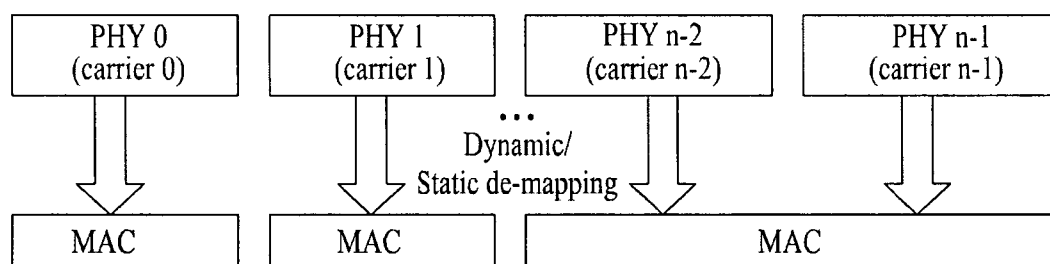 PHY 0
(carrier 0)
PHY 1
(carrier 1)
PHY n-2
(carrier n-2)
PHY n-1
(carrier n-1)
...
Dynamic/
Static de-mapping
MAC
MAC
MAC